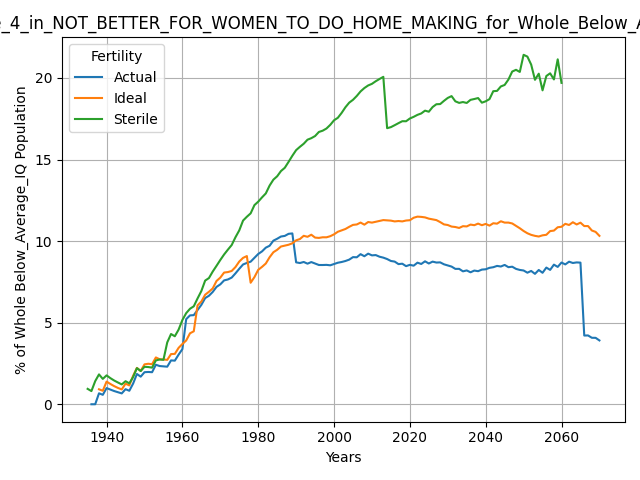 _4_in_NOT_BETTER_FOR_WOMEN_TO_DO_HOME_MAKING_for_Whole_Below_A
Fertility
Actual
Ideal
Sterile
% of Whole Below_Average_IQ Population
20
15
10
5
0
1940 1960 1980 2000 2020 2040 2060
Years